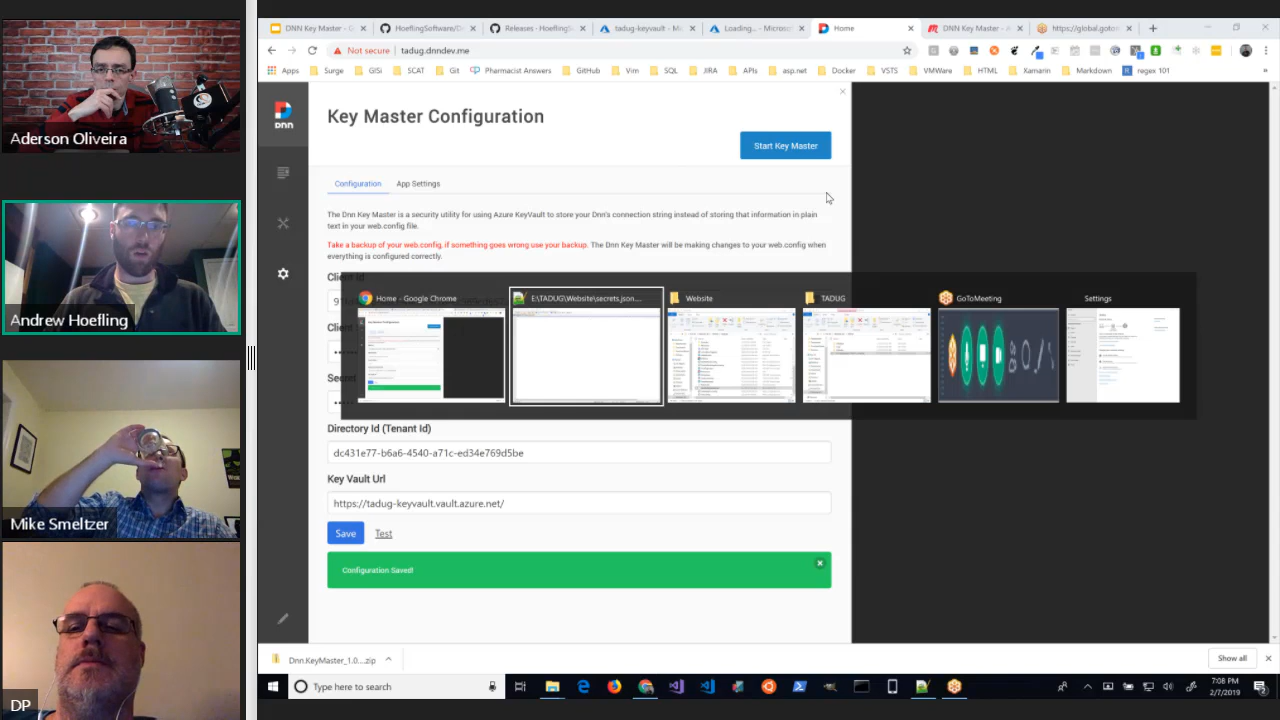 Aderson Oliveira
Andrew Hoefling
Mike Smeltzer
DP
DNN Key Master - G
HoeflingSoftware/D
Releases · HoeflingS
tadug-keyvault - M
Loading... - Micros
Home
DNN Key Master - A
https://global.goto
Not secure | tadug.dnndev.me
Apps
Surge
GISi
SCAT
Git
Pharmacist Answers
GitHub
Vim
SQL
JIRA
APIs
asp.net
Docker
VSTS
VMWare
HTML
Xamarin
Markdown
regex 101
Dnn
Key Master Configuration
Start Key Master
Configuration
App Settings
The Dnn Key Master is a security utility for using Azure KeyVault to store your Dnn's connection string instead of storing that information in plain
text in your web.config file.
Take a backup of your web.config, if something goes wrong use your backup. The Dnn Key Master will be making changes to your web.config when
everything is configured correctly.
Client Id
Client
Secret
Home - Google Chrome
E:\TADUG\Website\secrets.json...
Website
TADUG
GoToMeeting
Settings
Directory Id (Tenant Id)
dc431e77-b6a6-4540-a71c-ed34e769d5be
Key Vault Url
https://tadug-keyvault.vault.azure.net/
Save
Test
Configuration Saved!
Dnn.KeyMaster_1.0....zip
Show all
Type here to search
7:08 PM
2/7/2019